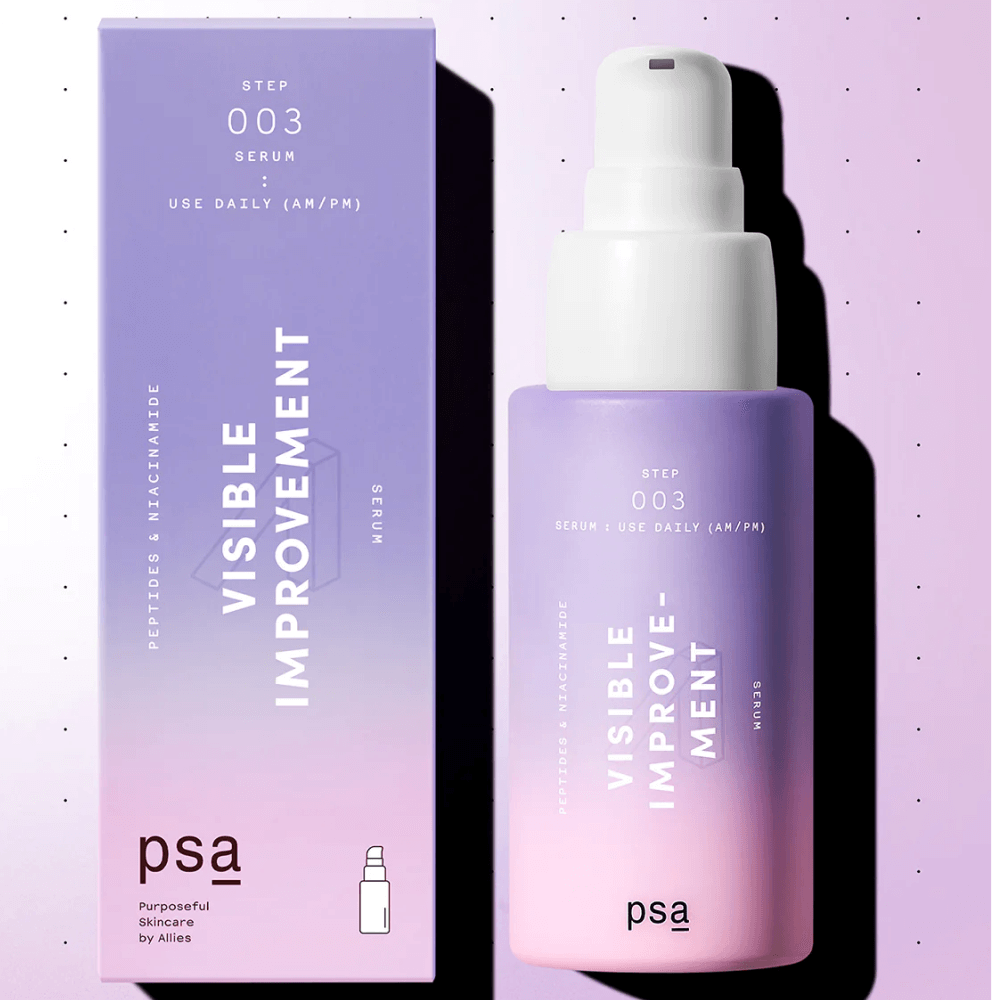 STEP
003
SERUM
:
USE DAILY (AM/PM)
PEPTIDES & NIACINAMIDE
VISIBLE
IMPROVEMENT
SERUM
psa
Purposeful
Skincare
by Allies
STEP
003
SERUM : USE DAILY (AM/PM)
PEPTIDES & NIACINAMIDE
VISIBLE
IMPROVE-
MENT
SERUM
psa